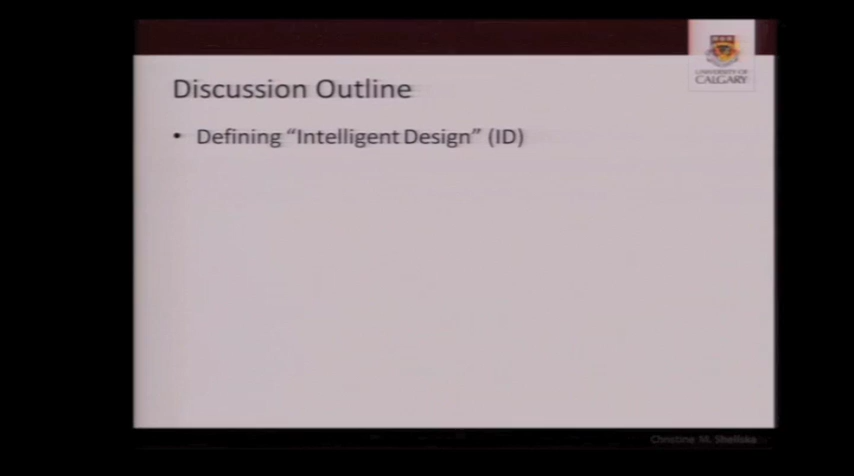 UNIVERSITY OF
CALGARY
Discussion Outline
• Defining “Intelligent Design” (ID)
Christine M. Shellska